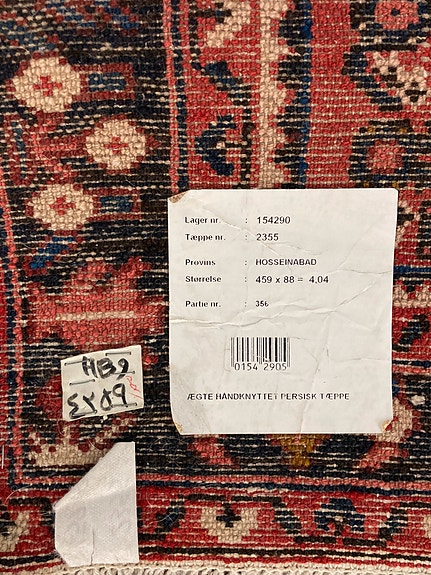 Lager nr. : 154290
Tæppe nr. : 2355
Provins : HOSSEINABAD
Størrelse : 459 x 88 = 4,04
Partie nr. : 356
0154 2905
ÆGTE HÅNDKNYTTET PERSISK TÆPPE
HB9